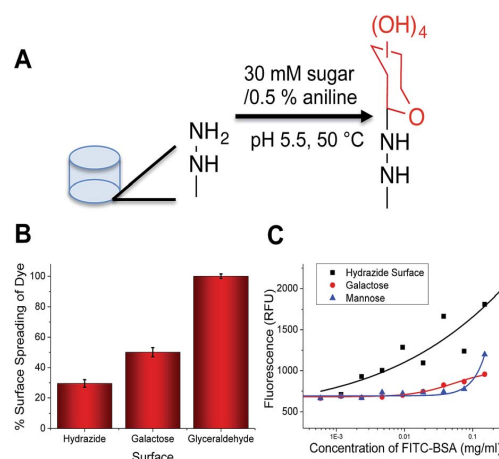 A
30 mM sugar
/0.5 % aniline
pH 5.5, 50 °C
NH2
NH
(OH)4
O
NH
NH
B
% Surface Spreading of Dye
100
80
60
40
20
0
Hydrazide Galactose Glyceraldehyde
Surface
C
Hydrazide Surface
Galactose
Mannose
Fluorescence (RFU)
2000
1500
1000
500
1E-3 0.01 0.1
Concentration of FITC-BSA (mg/ml)